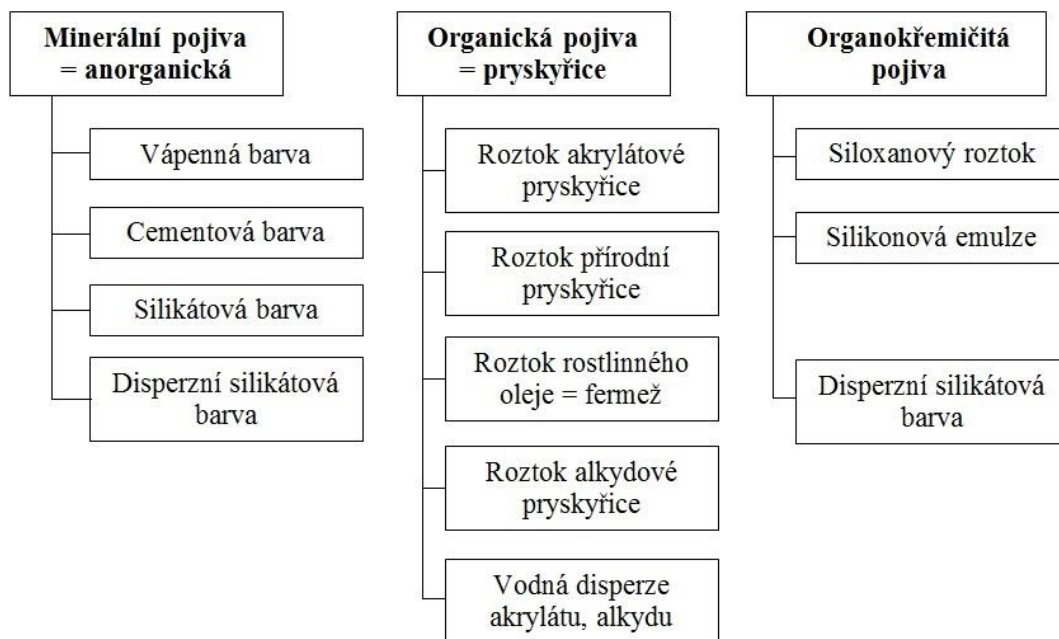 Minerální pojiva
= anorganická
Vápenná barva
Cementová barva
Silikátová barva
Disperzní silikátová
barva
Organická pojiva
= pryskyřice
Roztok akrylátové
pryskyřice
Roztok přírodní
pryskyřice
Roztok rostlinného
oleje = fermež
Roztok alkydové
pryskyřice
Vodná disperze
akrylátu, alkydu
Organokřemičitá
pojiva
Siloxanový roztok
Silikonová emulze
Disperzní silikátová
barva